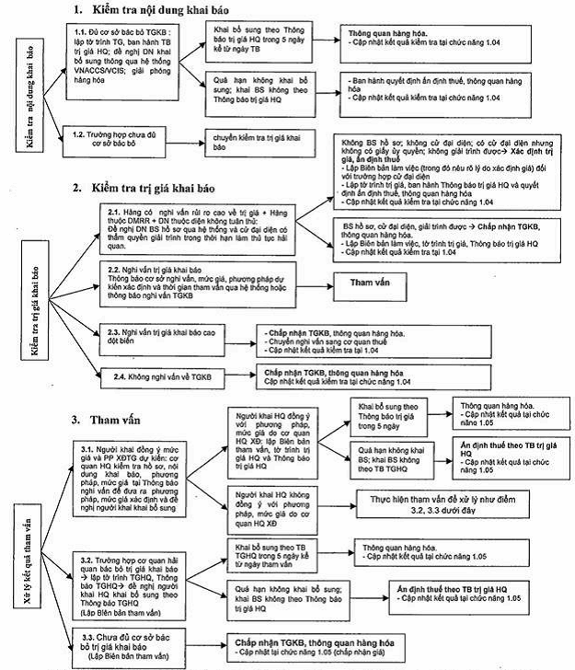 1. Kiểm tra nội dung khai báo
Kiểm tra nội dung khai báo
1.1. Đủ cơ sở bác bỏ TGKB:
lập tờ trình TG, ban hành TB
trị giá HQ; đề nghị DN khai
bổ sung thông qua hệ thống
VNACCS/VCIS; giải phóng
hàng hóa
Khai bổ sung theo Thông
báo trị giá HQ trong 5 ngày
kể từ ngày TB
Thông quan hàng hóa.
- Cập nhật kết quả kiểm tra tại chức năng 1.04
Quá hạn không khai bổ
sung; khai BS không theo
Thông báo trị giá HQ
- Ban hành quyết định ấn định thuế, thông quan hàng
hóa
- Cập nhật kết quả kiểm tra tại chức năng 1.04
1.2. Trường hợp chưa đủ
cơ sở bác bỏ
chuyển kiểm tra trị giá khai
báo
2. Kiểm tra trị giá khai báo
Kiểm tra trị giá khai báo
2.1. Hàng có nghi vấn rủi ro cao về trị giá + Hàng
thuộc DMRR + DN thuộc diện không tuân thủ:
Đề nghị DN BS hồ sơ qua hệ thống và cử đại diện có
thẩm quyền giải trình trong thời hạn làm thủ tục hải
quan.
Không BS hồ sơ; không cử đại diện; có cử đại diện nhưng
không có giấy ủy quyền; không giải trình được→ Xác định trị
giá, ấn định thuế
- Lập Biên bản làm việc (trong đó nêu rõ lý do xác định giá) đối
với trường hợp cử đại diện
- Lập tờ trình trị giá, ban hành Thông báo trị giá HQ và quyết
định ấn định thuế, thông quan hàng hóa
- Cập nhật kết quả kiểm tra tại chức năng 1.04
BS hồ sơ, cử đại diện, giải trình được → Chấp nhận TGKB,
thông quan hàng hóa.
- Lập Biên bản làm việc, tờ trình trị giá, Thông báo trị giá HQ
- Cập nhật kết quả kiểm tra tại 1.04
2.2. Nghi vấn trị giá khai báo
Thông báo cơ sở nghi vấn, mức giá, phương pháp dự
kiến xác định và thời gian tham vấn qua hệ thống hoặc
thông báo nghi vấn TGKB
Tham vấn
2.3. Nghi vấn trị giá khai báo cao
đột biến
- Chấp nhận TGKB, thông quan hàng hóa.
- Chuyển nghi vấn sang cơ quan thuế
- Cập nhật kết quả kiểm tra tại 1.04
2.4. Không nghi vấn về TGKB
Chấp nhận TGKB, thông quan hàng hóa
Cập nhật kết quả kiểm tra tại chức năng 1.04
3. Tham vấn
Xử lý kết quả tham vấn
3.1. Người khai đồng ý mức
giá và PP XĐTG dự kiến: cơ
quan HQ kiểm tra hồ sơ, nội
dung khai báo, phương
pháp, mức giá tại Thông báo
nghi vấn để đưa ra phương
pháp, mức giá xác định và đề
nghị người khai khai bổ sung
Người khai HQ đồng ý
với phương pháp,
mức giá do cơ quan
HQ XĐ: lập Biên bản
tham vấn, tờ trình trị
giá HQ và Thông báo
trị giá HQ
Khai bổ sung theo
Thông báo trị giá
trong 5 ngày
Thông quan hàng hóa.
- Cập nhật kết quả tại chức
năng 1.05
Quá hạn không khai
BS; khai BS không
theo TB TGHQ
Ấn định thuế theo TB trị giá
HQ
- Cập nhật kết quả tại chức
năng 1.05
Người khai HQ không
đồng ý với phương
pháp, mức giá do cơ
quan HQ XĐ
Thực hiện tham vấn để xử lý như điểm
3.2, 3.3 dưới đây
3.2. Trường hợp cơ quan hải
quan bác bỏ trị giá khai báo
→ lập tờ trình TGHQ, Thông
báo TGHQ→ đề nghị người
khai HQ khai bổ sung theo
Thông báo TGHQ
(Lập Biên bản tham vấn)
Khai bổ sung theo TB
TGHQ trong 5 ngày kể
từ ngày tham vấn
Thông quan hàng hóa.
- Cập nhật kết quả tại chức năng 1.05
Quá hạn không khai bổ sung;
khai BS không theo Thông báo
trị giá HQ
Ấn định thuế theo TB trị giá HQ
- Cập nhật kết quả tại chức năng 1.05
3.3. Chưa đủ cơ sở bác
bỏ trị giá khai báo
(Lập Biên bản tham vấn)
Chấp nhận TGKB, thông quan hàng hóa
- Cập nhật kết quả tại chức năng 1.05 (chấp nhận giá)